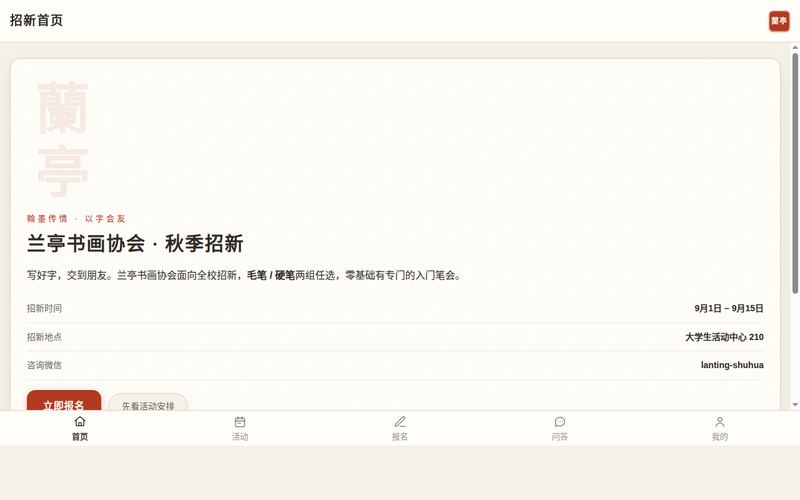 招新首页
蘭亭
蘭
亭
翰墨传情 · 以字会友
兰亭书画协会 · 秋季招新
写好字，交到朋友。兰亭书画协会面向全校招新，毛笔 / 硬笔两组任选，零基础有专门的入门笔会。
招新时间 9月1日 – 9月15日
招新地点 大学生活动中心 210
咨询微信 lanting-shuhua
立即报名 先看活动安排
首页 活动 报名 问答 我的